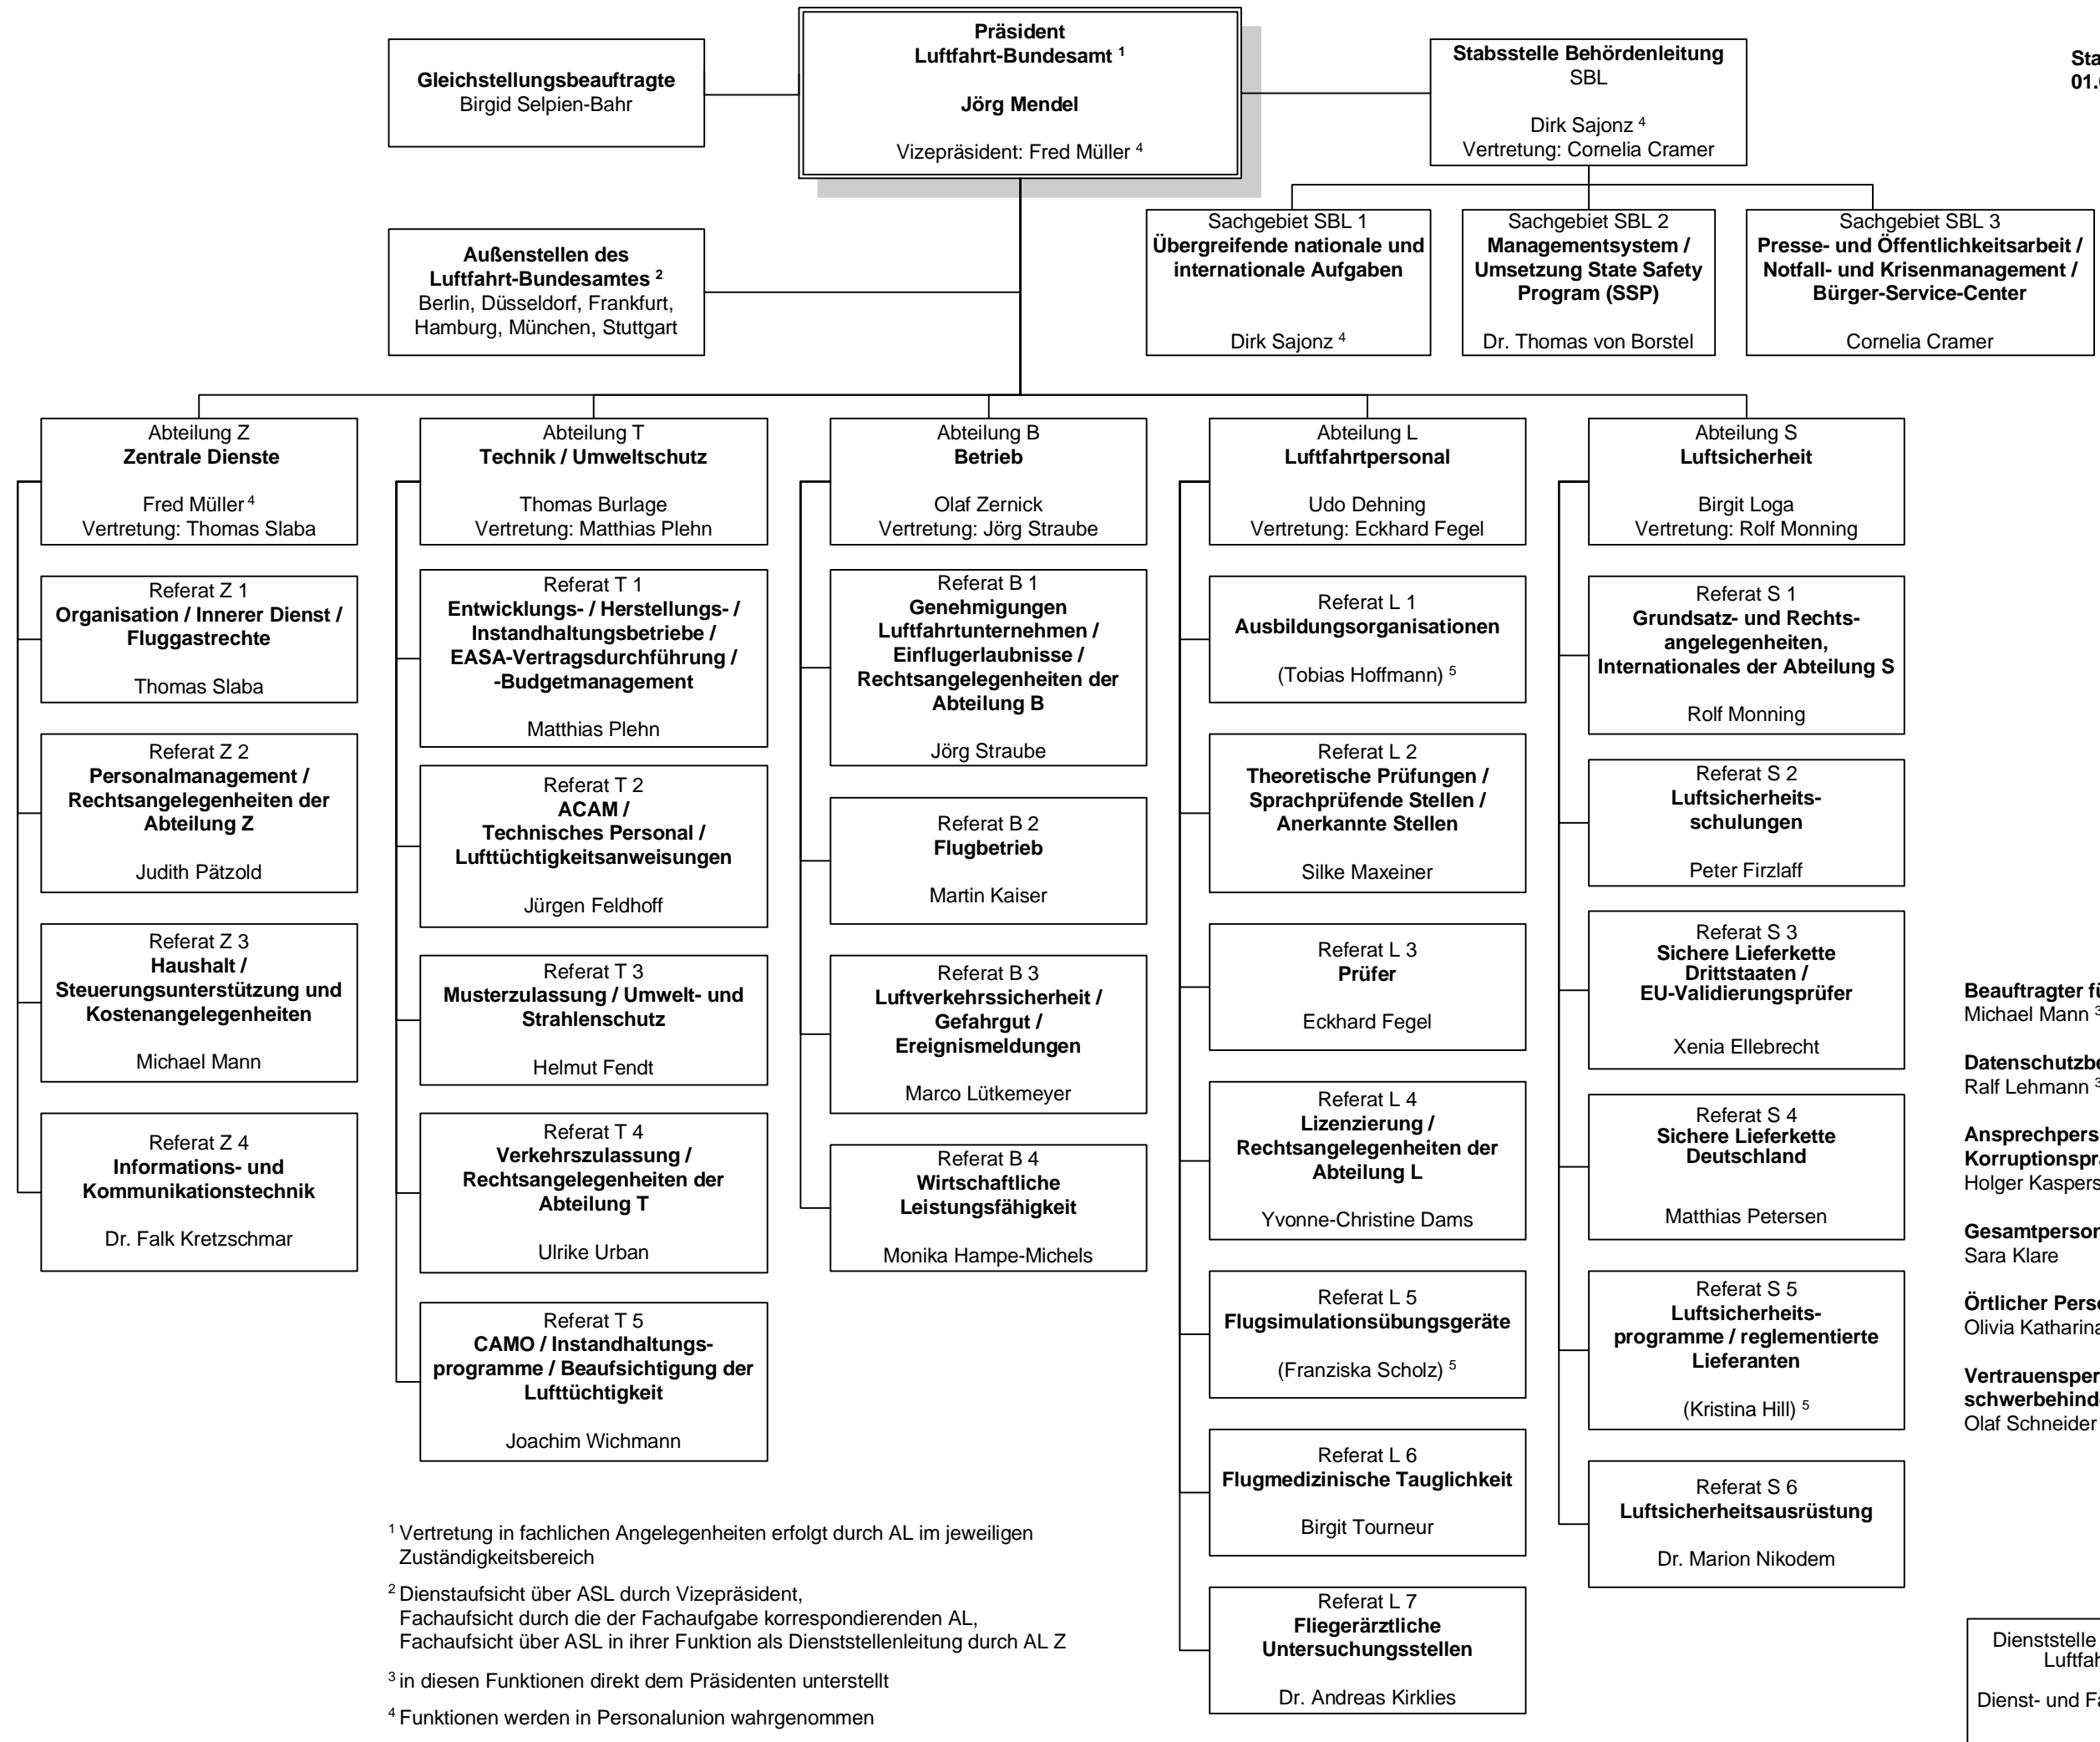 Präsident
Luftfahrt-Bundesamt ¹
Jörg Mendel
Vizepräsident: Fred Müller ⁴
Gleichstellungsbeauftragte
Birgid Selpien-Bahr
Stabsstelle Behördenleitung
SBL
Dirk Sajonz ⁴
Vertretung: Cornelia Cramer
Außenstellen des
Luftfahrt-Bundesamtes ²
Berlin, Düsseldorf, Frankfurt,
Hamburg, München, Stuttgart
Sachgebiet SBL 1
Übergreifende nationale und
internationale Aufgaben
Dirk Sajonz ⁴
Sachgebiet SBL 2
Managementsystem /
Umsetzung State Safety
Program (SSP)
Dr. Thomas von Borstel
Sachgebiet SBL 3
Presse- und Öffentlichkeitsarbeit /
Notfall- und Krisenmanagement /
Bürger-Service-Center
Cornelia Cramer
Abteilung Z
Zentrale Dienste
Fred Müller ⁴
Vertretung: Thomas Slaba
Referat Z 1
Organisation / Innerer Dienst /
Fluggastrechte
Thomas Slaba
Referat Z 2
Personalmanagement /
Rechtsangelegenheiten der
Abteilung Z
Judith Pätzold
Referat Z 3
Haushalt /
Steuerungsunterstützung und
Kostenangelegenheiten
Michael Mann
Referat Z 4
Informations- und
Kommunikationstechnik
Dr. Falk Kretzschmar
Abteilung T
Technik / Umweltschutz
Thomas Burlage
Vertretung: Matthias Plehn
Referat T 1
Entwicklungs- / Herstellungs- /
Instandhaltungsbetriebe /
EASA-Vertragsdurchführung /
-Budgetmanagement
Matthias Plehn
Referat T 2
ACAM /
Technisches Personal /
Lufttüchtigkeitsanweisungen
Jürgen Feldhoff
Referat T 3
Musterzulassung / Umwelt- und
Strahlenschutz
Helmut Fendt
Referat T 4
Verkehrszulassung /
Rechtsangelegenheiten der
Abteilung T
Ulrike Urban
Referat T 5
CAMO / Instandhaltungs-
programme / Beaufsichtigung der
Lufttüchtigkeit
Joachim Wichmann
Abteilung B
Betrieb
Olaf Zernick
Vertretung: Jörg Straube
Referat B 1
Genehmigungen
Luftfahrtunternehmen /
Einflugerlaubnisse /
Rechtsangelegenheiten der
Abteilung B
Jörg Straube
Referat B 2
Flugbetrieb
Martin Kaiser
Referat B 3
Luftverkehrssicherheit /
Gefahrgut /
Ereignismeldungen
Marco Lütkemeyer
Referat B 4
Wirtschaftliche
Leistungsfähigkeit
Monika Hampe-Michels
Abteilung L
Luftfahrtpersonal
Udo Dehning
Vertretung: Eckhard Fegel
Referat L 1
Ausbildungsorganisationen
(Tobias Hoffmann) ⁵
Referat L 2
Theoretische Prüfungen /
Sprachprüfende Stellen /
Anerkannte Stellen
Silke Maxeiner
Referat L 3
Prüfer
Eckhard Fegel
Referat L 4
Lizenzierung /
Rechtsangelegenheiten der
Abteilung L
Yvonne-Christine Dams
Referat L 5
Flugsimulationsübungsgeräte
(Franziska Scholz) ⁵
Referat L 6
Flugmedizinische Tauglichkeit
Birgit Tourneur
Referat L 7
Fliegerärztliche
Untersuchungsstellen
Dr. Andreas Kirklies
Abteilung S
Luftsicherheit
Birgit Loga
Vertretung: Rolf Monning
Referat S 1
Grundsatz- und Rechts-
angelegenheiten,
Internationales der Abteilung S
Rolf Monning
Referat S 2
Luftsicherheits-
schulungen
Peter Firzlaff
Referat S 3
Sichere Lieferkette
Drittstaaten /
EU-Validierungsprüfer
Xenia Ellebrecht
Referat S 4
Sichere Lieferkette
Deutschland
Matthias Petersen
Referat S 5
Luftsicherheits-
programme / reglementierte
Lieferanten
(Kristina Hill) ⁵
Referat S 6
Luftsicherheitsausrüstung
Dr. Marion Nikodem
Beauftragter
Michael Mann ³
Ralf Lehmann ³
Holger Kaspers
Sara Klare
Örtlicher
Olivia Katharina
Olaf Schneider
Dienststelle
Dienst- und
¹ Vertretung in fachlichen Angelegenheiten erfolgt durch AL im jeweiligen
Zuständigkeitsbereich
² Dienstaufsicht über ASL durch Vizepräsident,
Fachaufsicht durch die der Fachaufgabe korrespondierenden AL,
Fachaufsicht über ASL in ihrer Funktion als Dienststellenleitung durch AL Z
³ in diesen Funktionen direkt dem Präsidenten unterstellt
⁴ Funktionen werden in Personalunion wahrgenommen